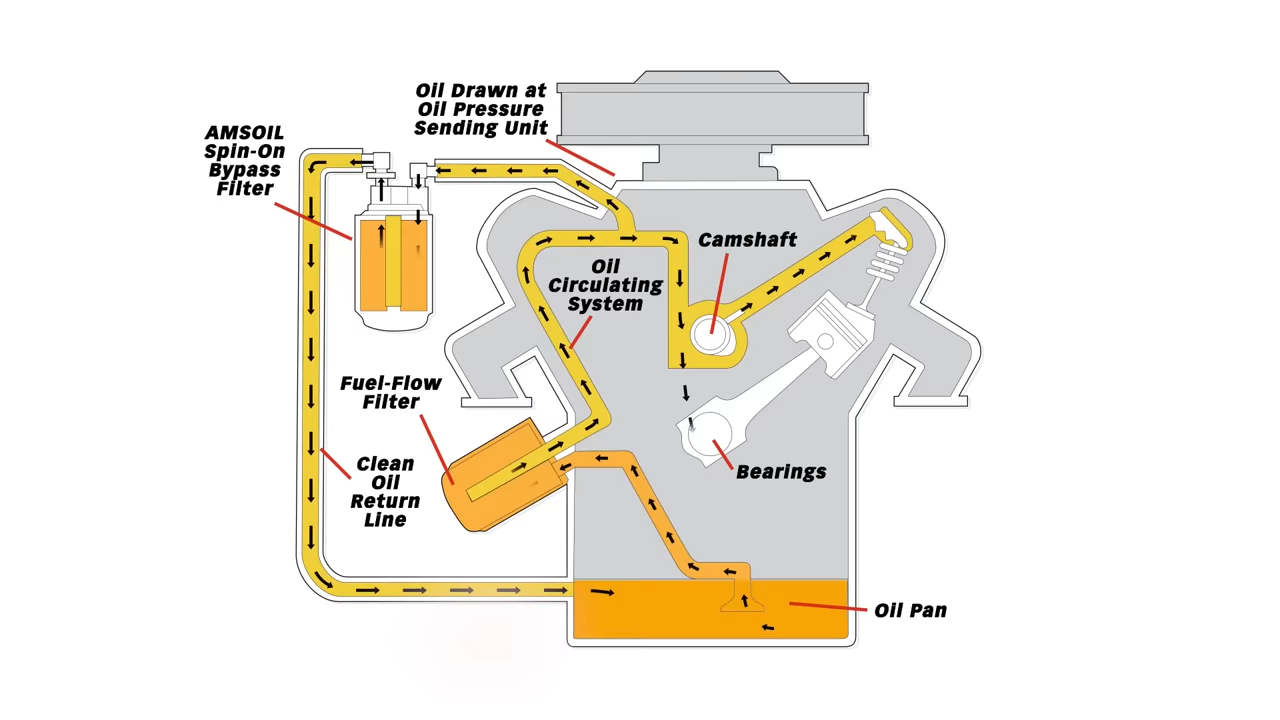 Oil Drawn at
Oil Pressure
Sending Unit
AMSOIL
Spin-On
Bypass
Filter
Camshaft
Oil
Circulating
System
Fuel-Flow
Filter
Clean
Oil
Return
Line
Bearings
Oil Pan